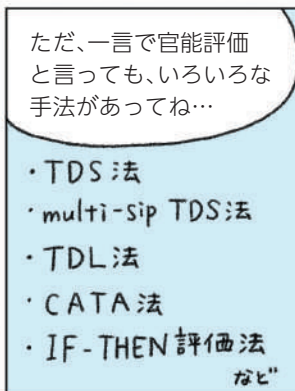 ただ、一言で官能評価
と言っても、いろいろな
手法があってね…
・TDS法
・multi-sip TDS法
・TDL法
・CATA法
・IF-THEN評価法
など